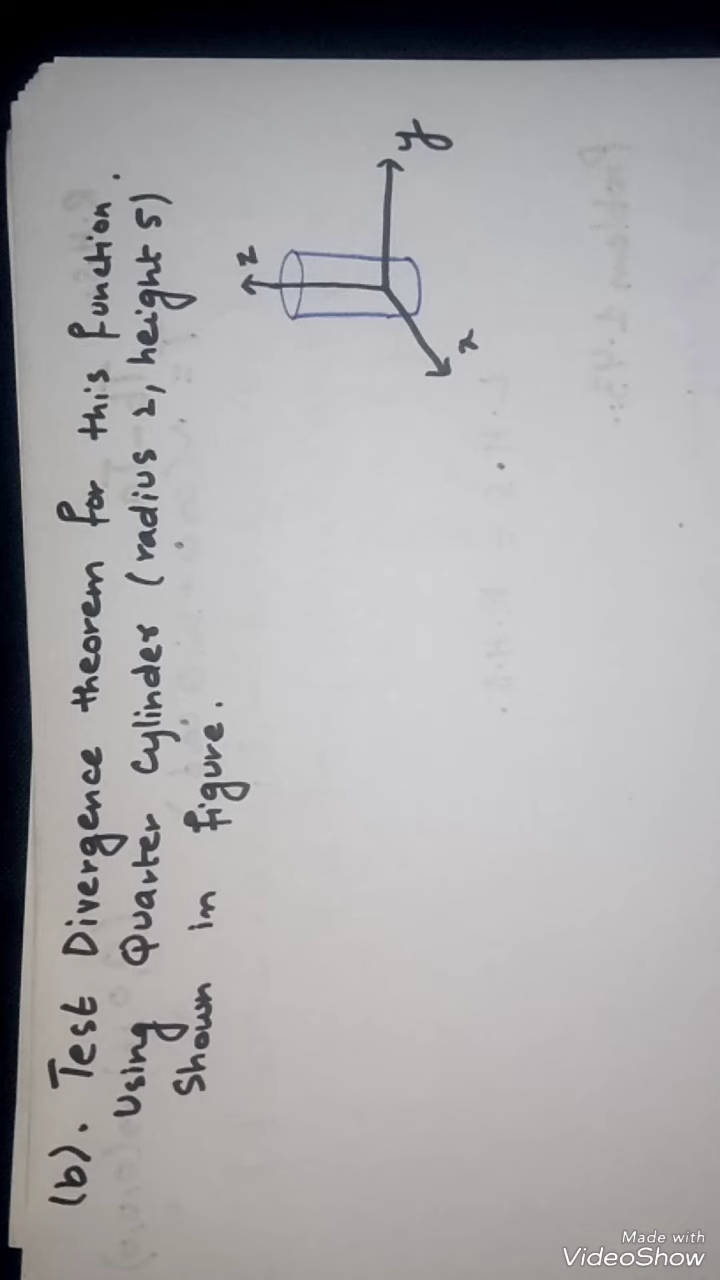 (b). Test Divergence theorem for this function.
Using Quarter Cylinder (radius 2, height 5)
Shown in figure.
z
y
x
Made with
VideoShow